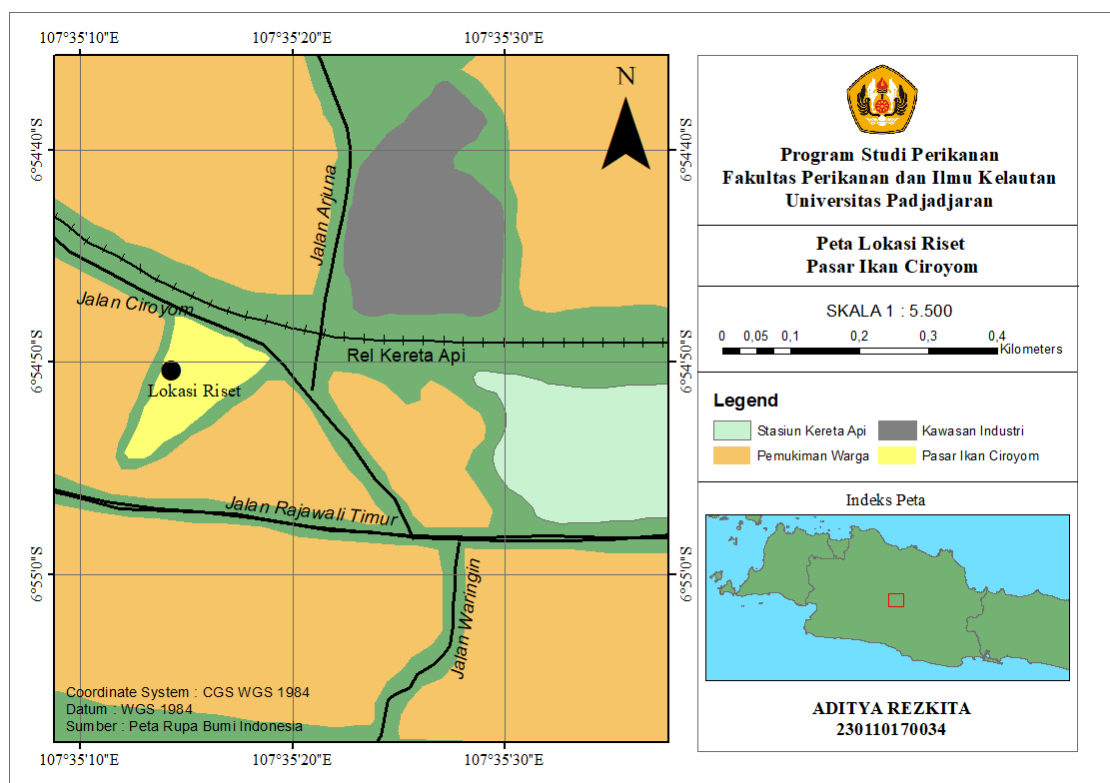 107°35'10"E
107°35'20"E
107°35'30"E
6°54'40"S
6°54'50"S
6°55'0"S
N
6°54'40"S
6°54'50"S
6°55'0"S
Jalan Arjuna
Jalan Ciroyom
Rel Kereta Api
Lokasi Riset
Jalan Rajawali Timur
Jalan Waringin
Coordinate System : CGS WGS 1984
Datum : WGS 1984
Sumber : Peta Rupa Bumi Indonesia
107°35'10"E
107°35'20"E
107°35'30"E
Program Studi Perikanan
Fakultas Perikanan dan Ilmu Kelautan
Universitas Padjadjaran
Peta Lokasi Riset
Pasar Ikan Ciroyom
SKALA 1 : 5.500
0 0,05 0,1 0,2 0,3 0,4
Kilometers
Legend
Stasiun Kereta Api
Kawasan Industri
Pemukiman Warga
Pasar Ikan Ciroyom
Indeks Peta
ADITYA REZKITA
230110170034